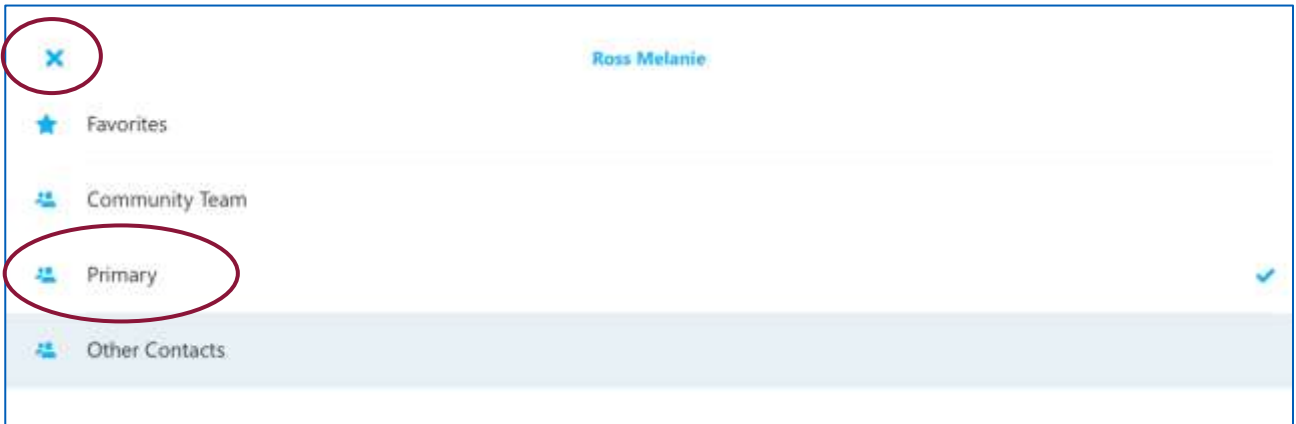 Ross Melanie
Favorites
Community Team
Primary
Other Contacts